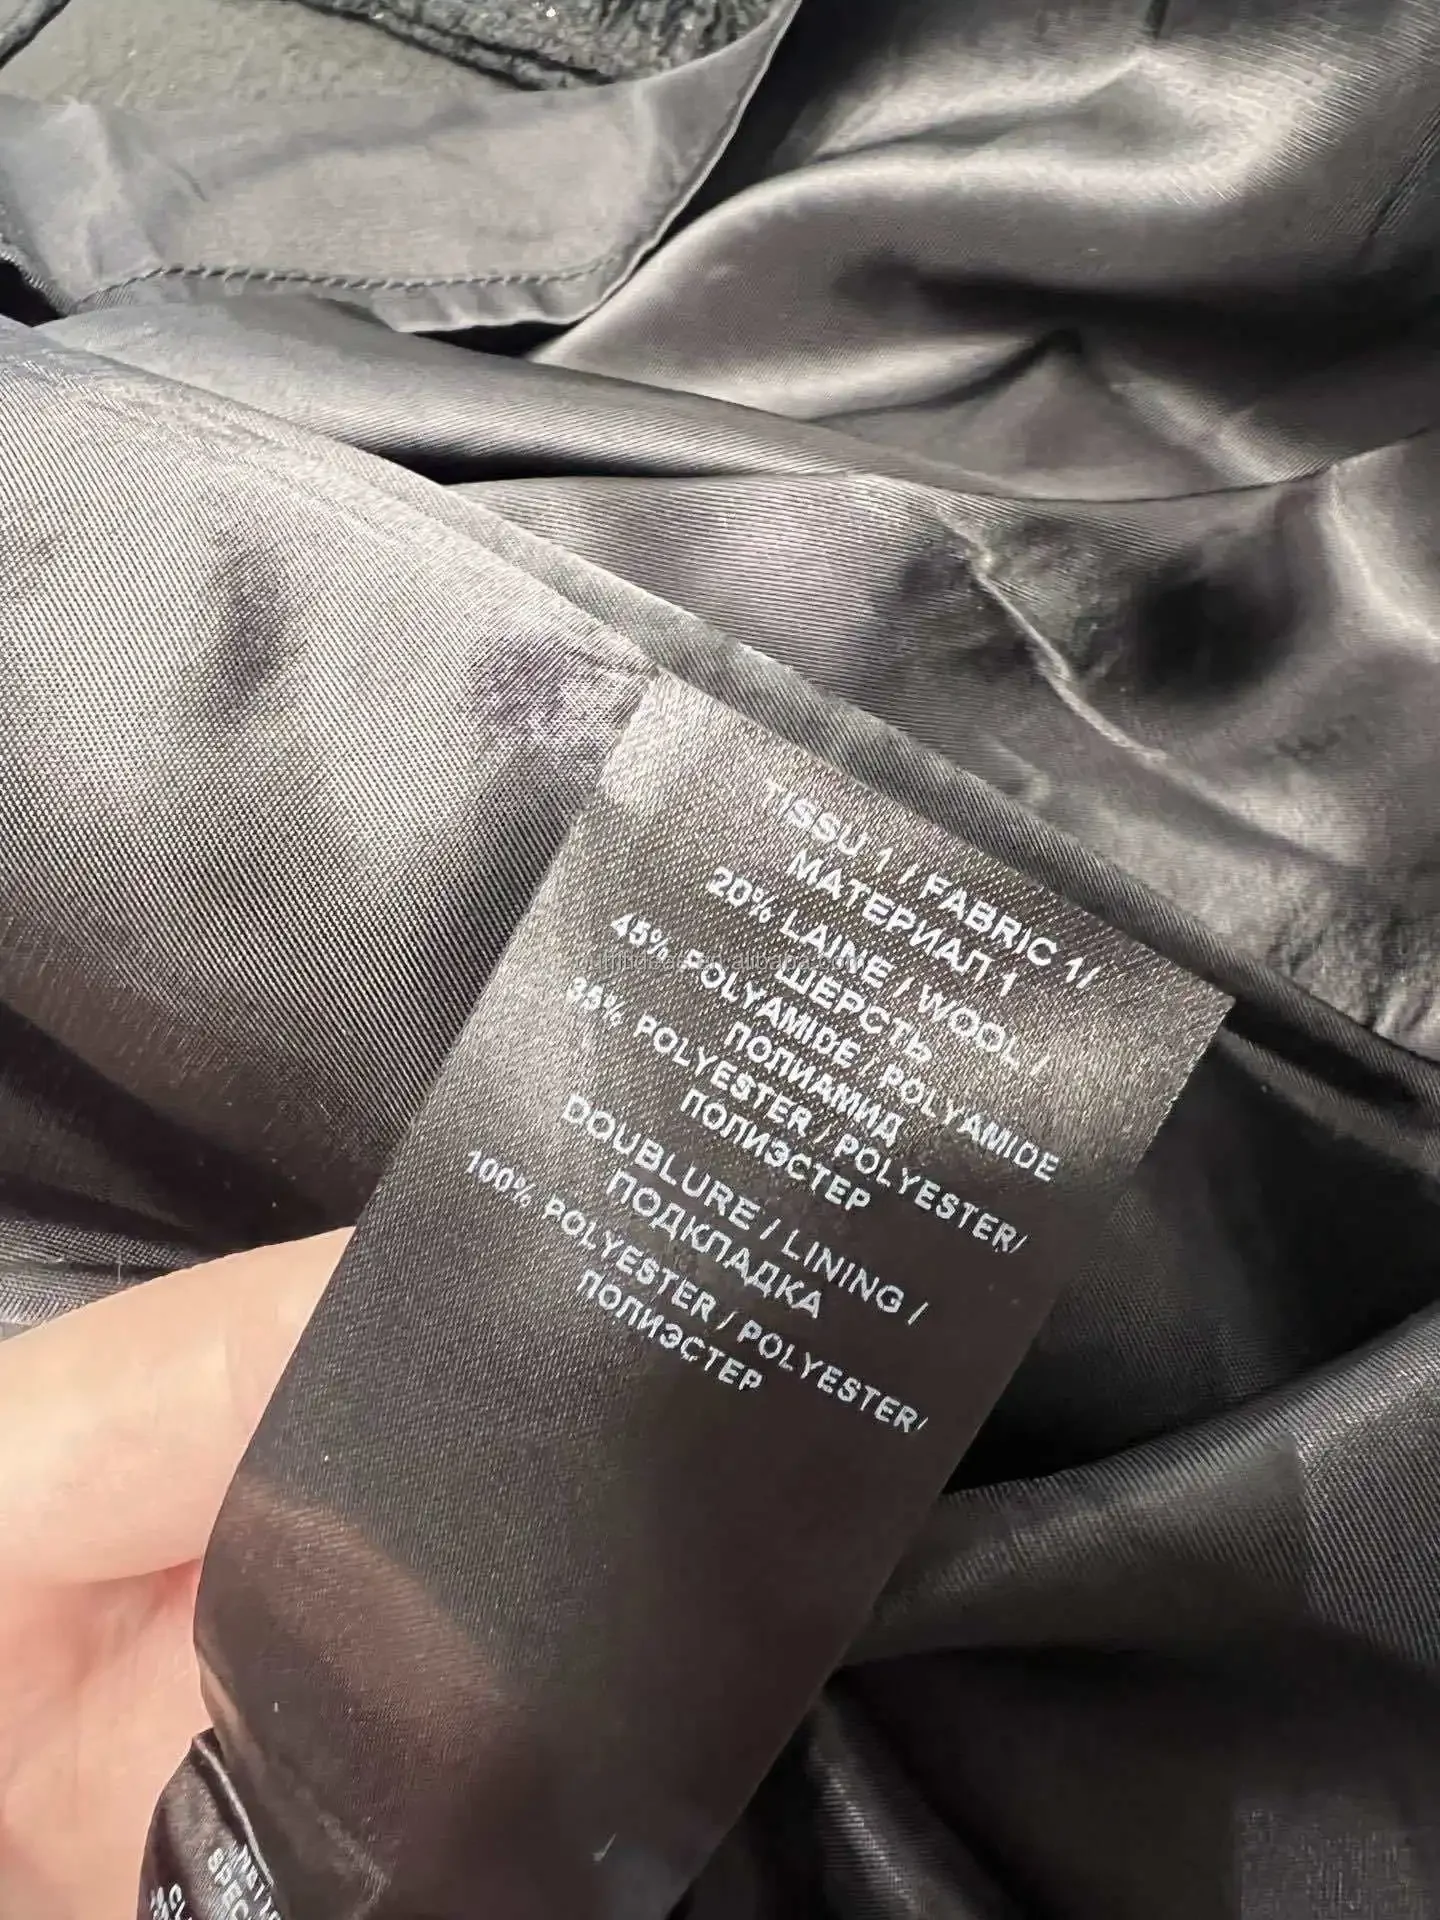 TISSU 1 / FABRIC 1/
МАТЕРИАЛ 1
20% LAINE / WOOL /
ШЕРСТЬ
45% POLYAMIDE / POLYAMIDE
ПОЛИАМИД
35% POLYESTER / POLYESTER/
ПОЛИЭСТЕР
DOUBLURE / LINING /
ПОДКЛАДКА
100% POLYESTER / POLYESTER/
ПОЛИЭСТЕР